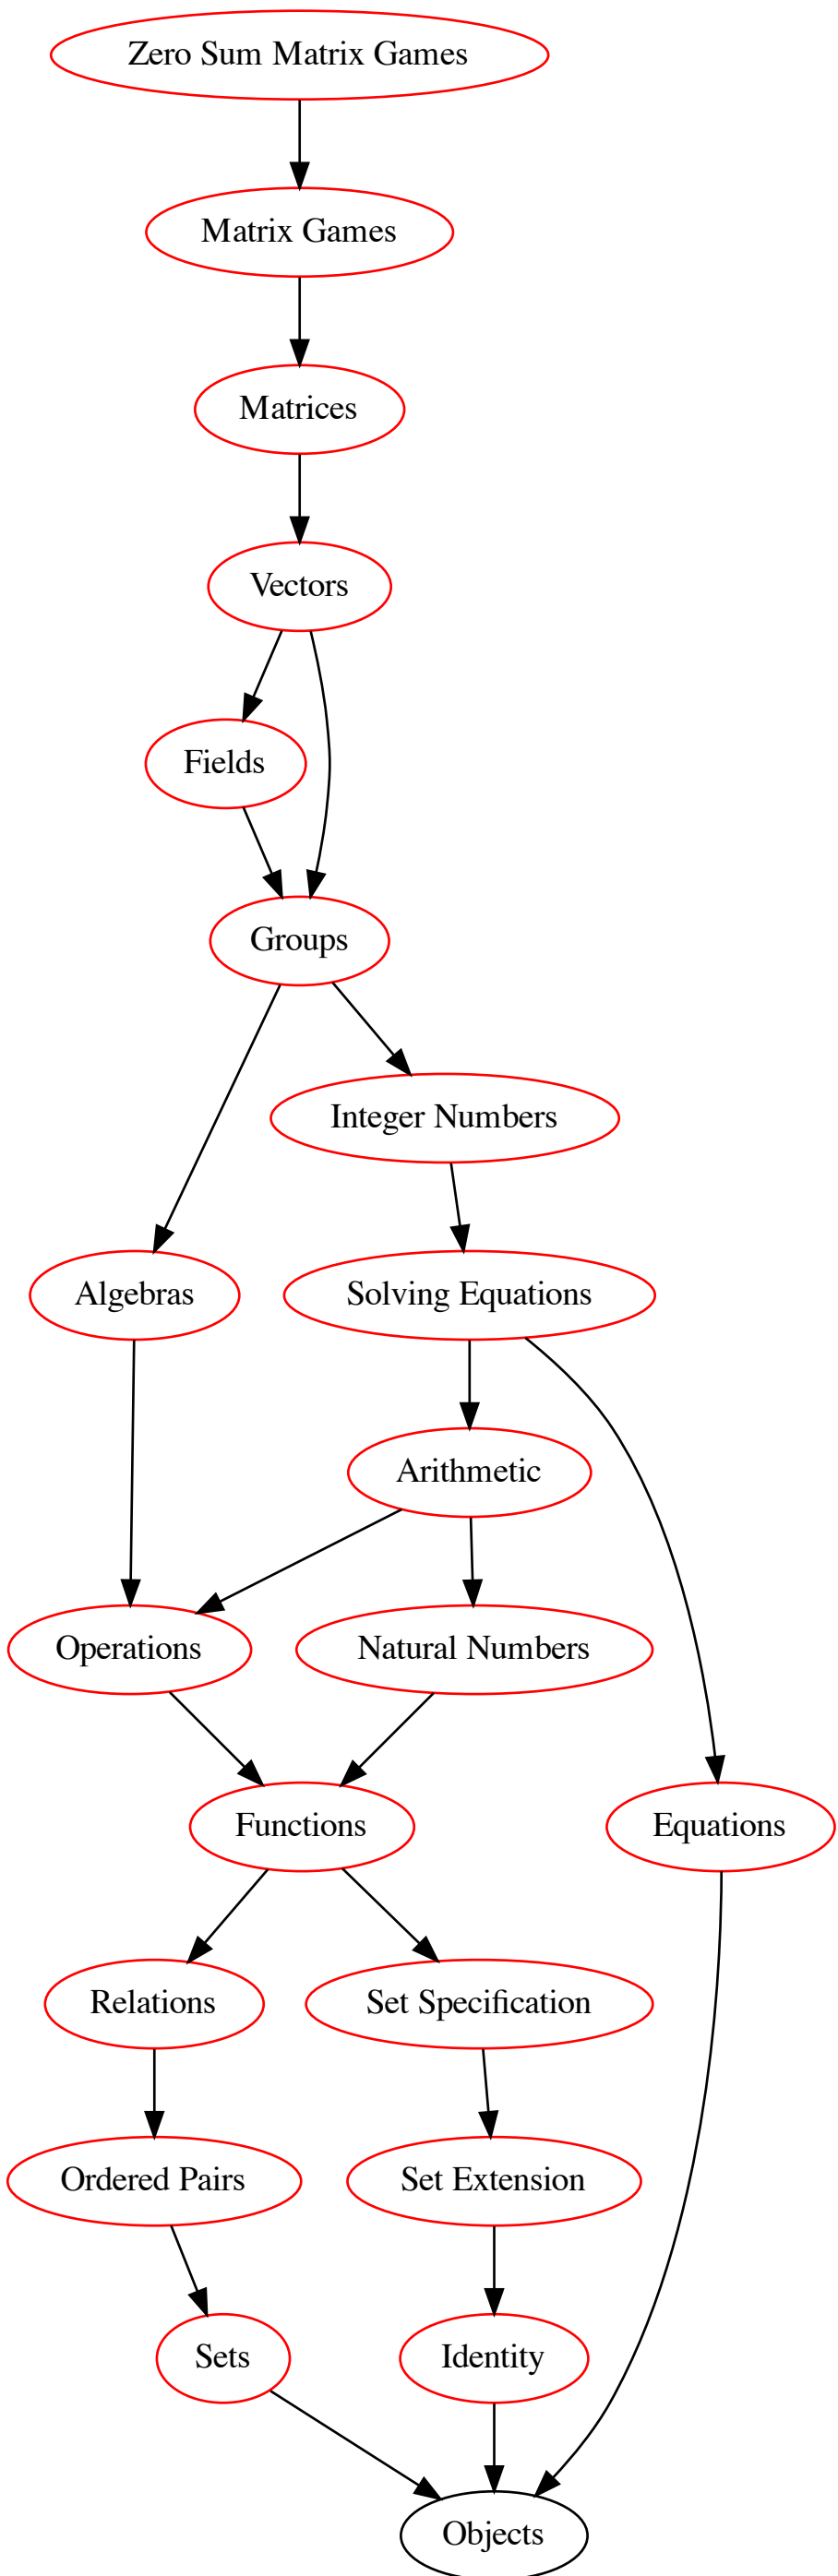 Zero Sum Matrix Games
Matrix Games
Matrices
Vectors
Fields
Groups
Integer Numbers
Algebras
Solving Equations
Arithmetic
Operations
Natural Numbers
Functions
Equations
Relations
Set Specification
Ordered Pairs
Set Extension
Sets
Identity
Objects